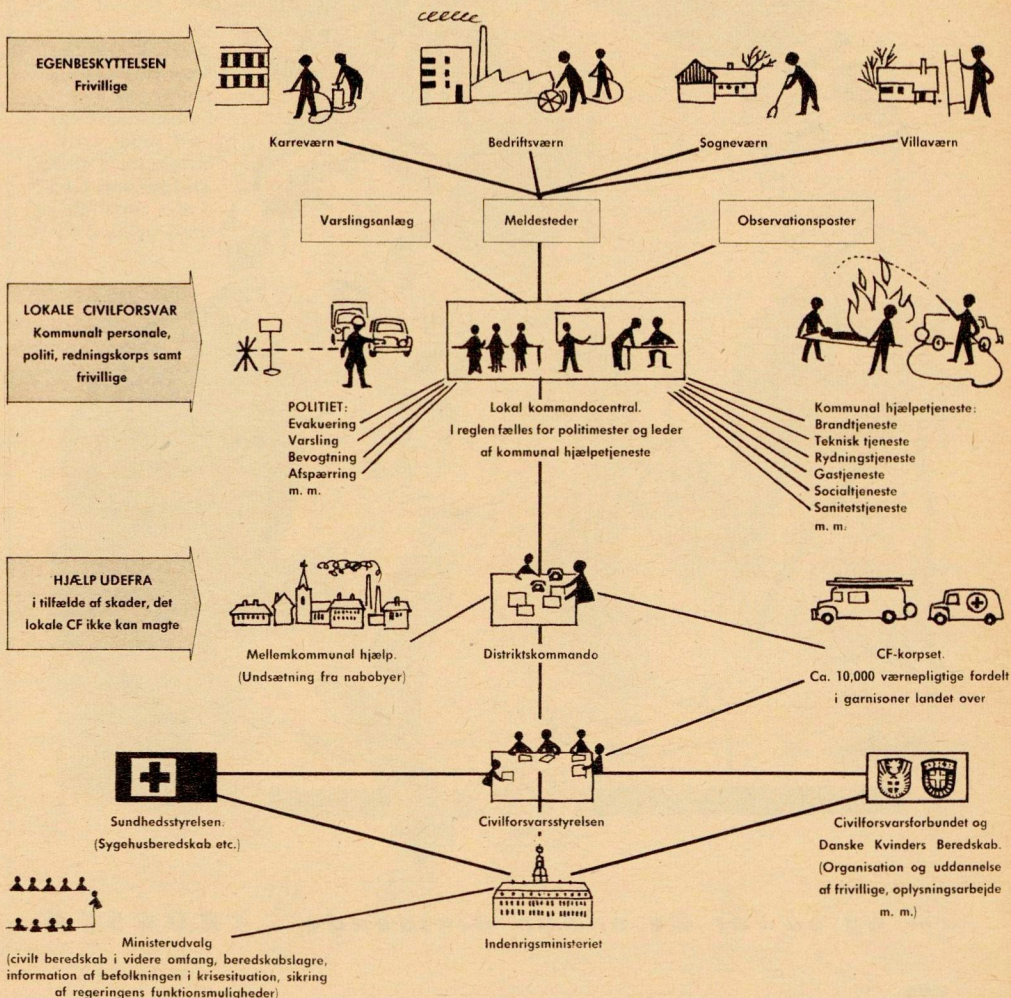 EGENBESKYTTELSEN
Frivillige
Karreværn
Bedriftsværn
Sogneværn
Villaværn
Varslingsanlæg
Meldesteder
Observationsposter
LOKALE CIVILFORSVAR
Kommunalt personale,
politi, redningskorps samt
frivillige
POLITIET:
Evakuering
Varsling
Bevogtning
Afspærring
m. m.
Lokal kommandocentral.
I reglen fælles for politimester og leder
af kommunal hjælpetjeneste
Kommunal hjælpetjeneste:
Brandtjeneste
Teknisk tjeneste
Rydningstjeneste
Gastjeneste
Socialtjeneste
Sanitetstjeneste
m. m.
HJÆLP UDEFRA
i tilfælde af skader, det
lokale CF ikke kan magte
Mellemkommunal hjælp.
(Undsætning fra nabobyer)
Distriktskommando
CF-korpset.
Ca. 10,000 værnepligtige fordelt
i garnisoner landet over
Sundhedsstyrelsen.
(Sygehusberedskab etc.)
Civilforsvarsstyrelsen
Civilforsvarsforbundet og
Danske Kvinders Beredskab.
(Organisation og uddannelse
af frivillige, oplysningsarbejde
m. m.)
Ministerudvalg
(civilt beredskab i videre omfang, beredskabslagre,
information af befolkningen i krisesituation, sikring
af regeringens funktionsmuligheder)
Indenrigsministeriet